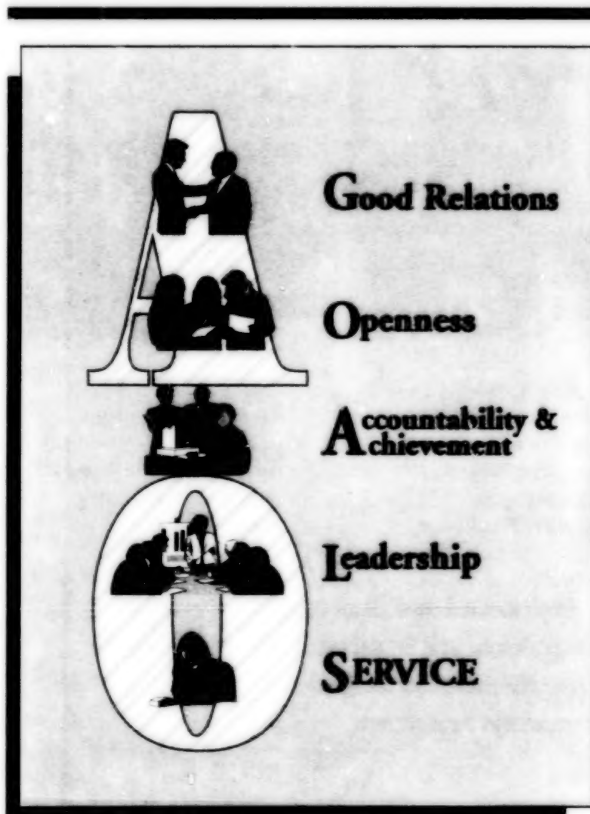 A
Good Relations
Openness
Accountability &
Achievement
O
Leadership
SERVICE